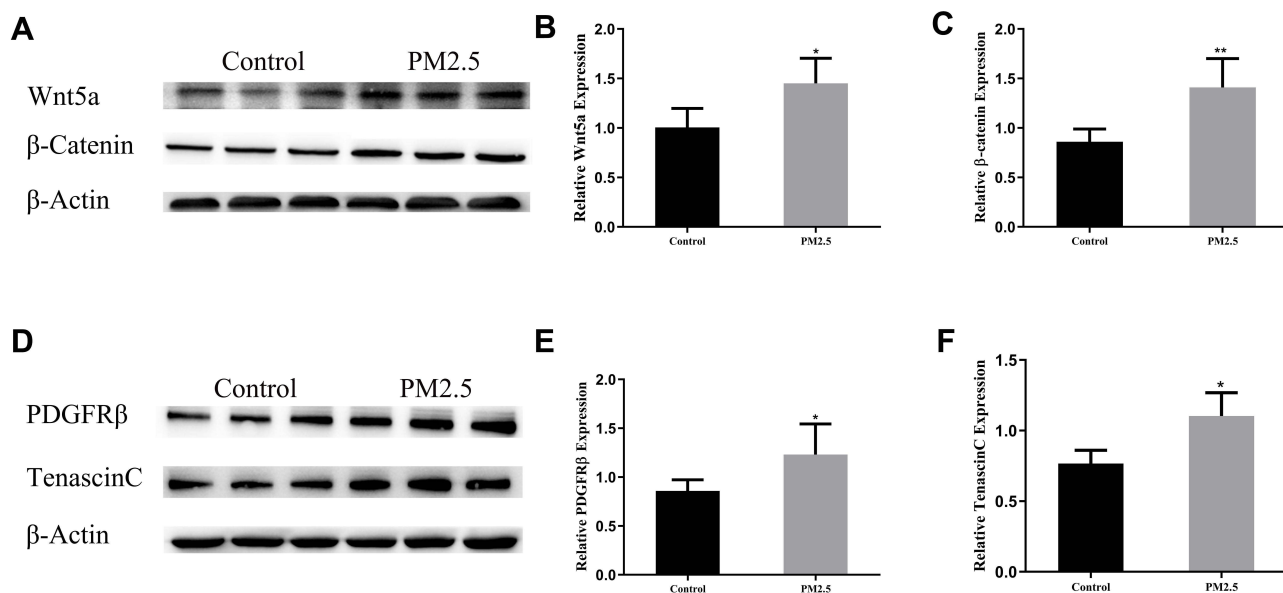 A
Control PM2.5
Wnt5a
β-Catenin
β-Actin
B
Relative Wnt5a Expression
2.0
1.5
1.0
0.5
0.0
*
Control PM2.5
C
Relative β-catenin Expression
2.0
1.5
1.0
0.5
0.0
**
Control PM2.5
D
Control PM2.5
PDGFRβ
TenascinC
β-Actin
E
Relative PDGFRβ Expression
2.0
1.5
1.0
0.5
0.0
*
Control PM2.5
F
Relative TenascinC Expression
1.5
1.0
0.5
0.0
*
Control PM2.5